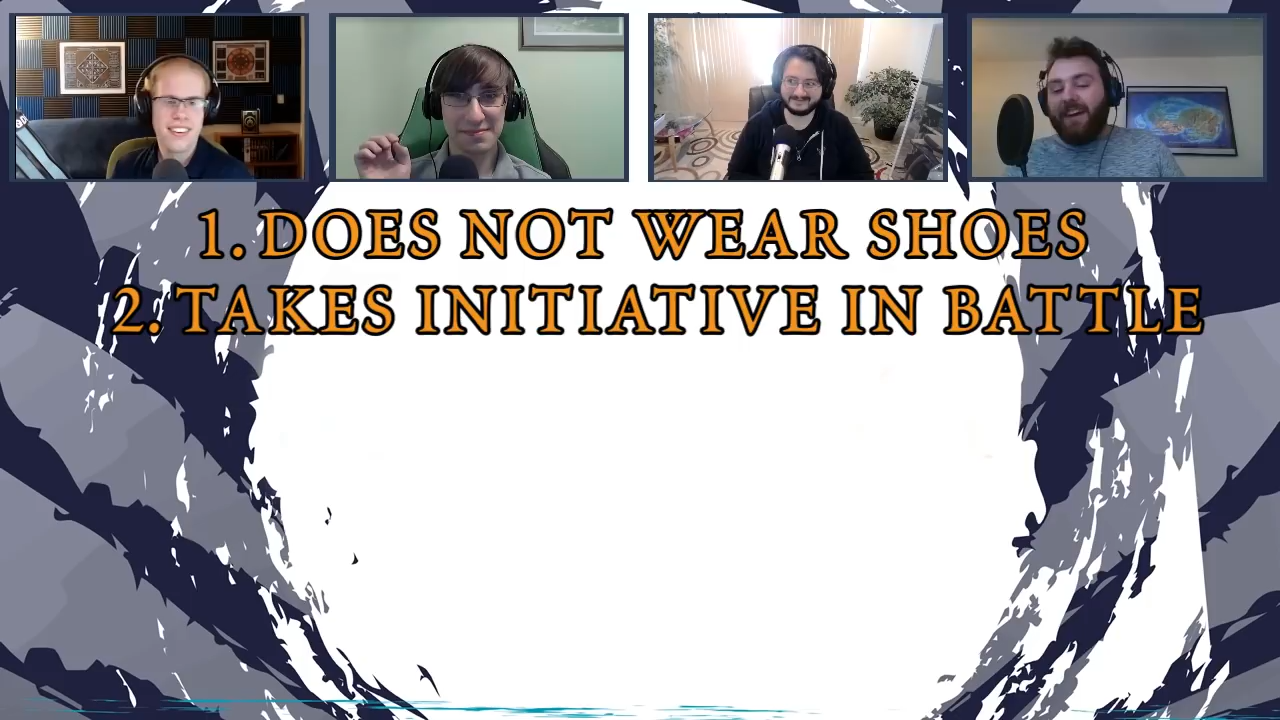 1. DOES NOT WEAR SHOES
2. TAKES INITIATIVE IN BATTLE